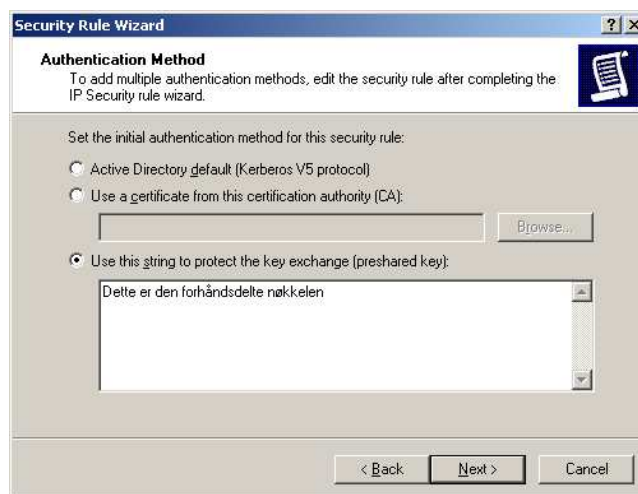 Security Rule Wizard
Authentication Method
To add multiple authentication methods, edit the security rule after completing the
IP Security rule wizard.
Set the initial authentication method for this security rule:
Active Directory default (Kerberos V5 protocol)
Use a certificate from this certification authority (CA):
Browse...
Use this string to protect the key exchange (preshared key):
Dette er den forhåndsdelte nøkkelen
< Back Next > Cancel